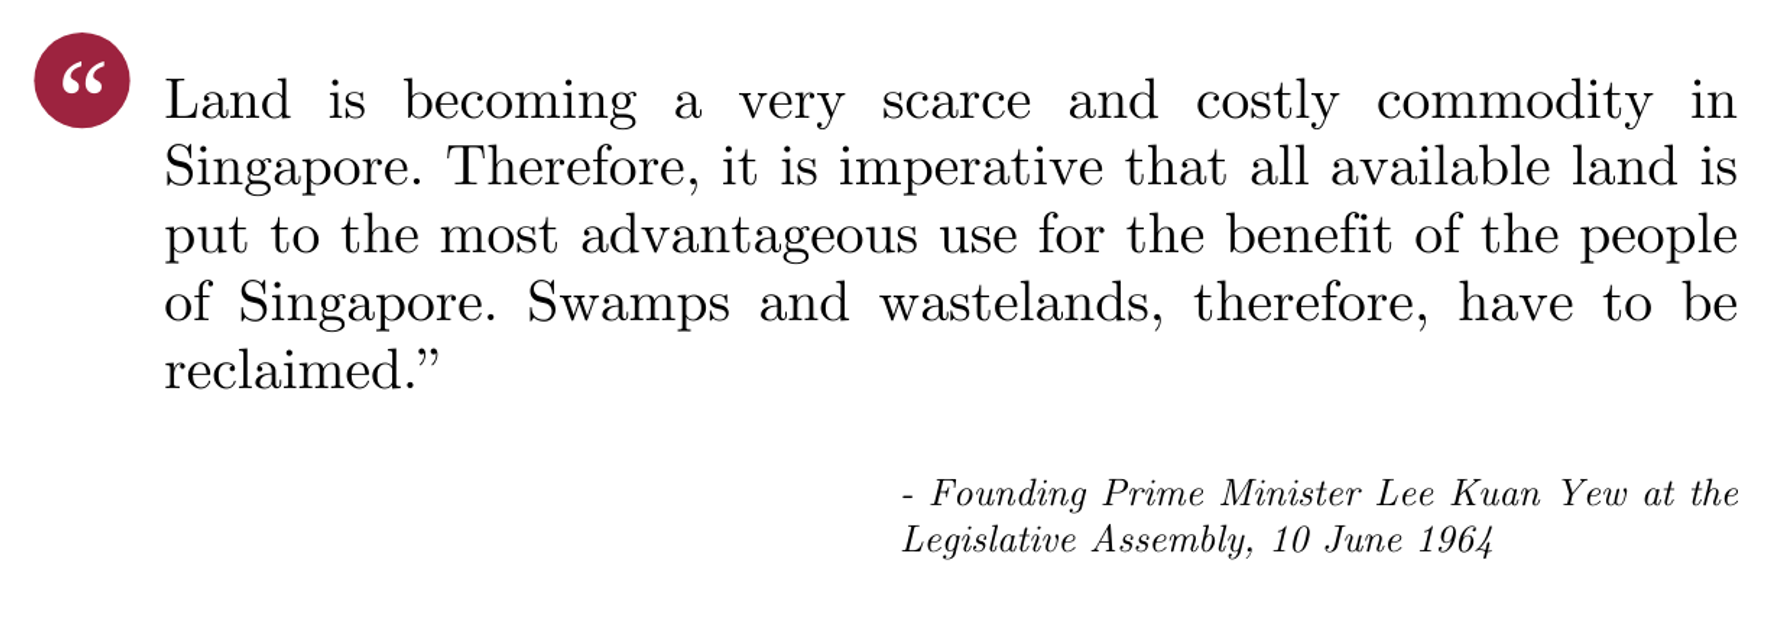 “
Land is becoming a very scarce and costly commodity in
Singapore. Therefore, it is imperative that all available land is
put to the most advantageous use for the benefit of the people
of Singapore. Swamps and wastelands, therefore, have to be
reclaimed.”
- Founding Prime Minister Lee Kuan Yew at the
Legislative Assembly, 10 June 1964